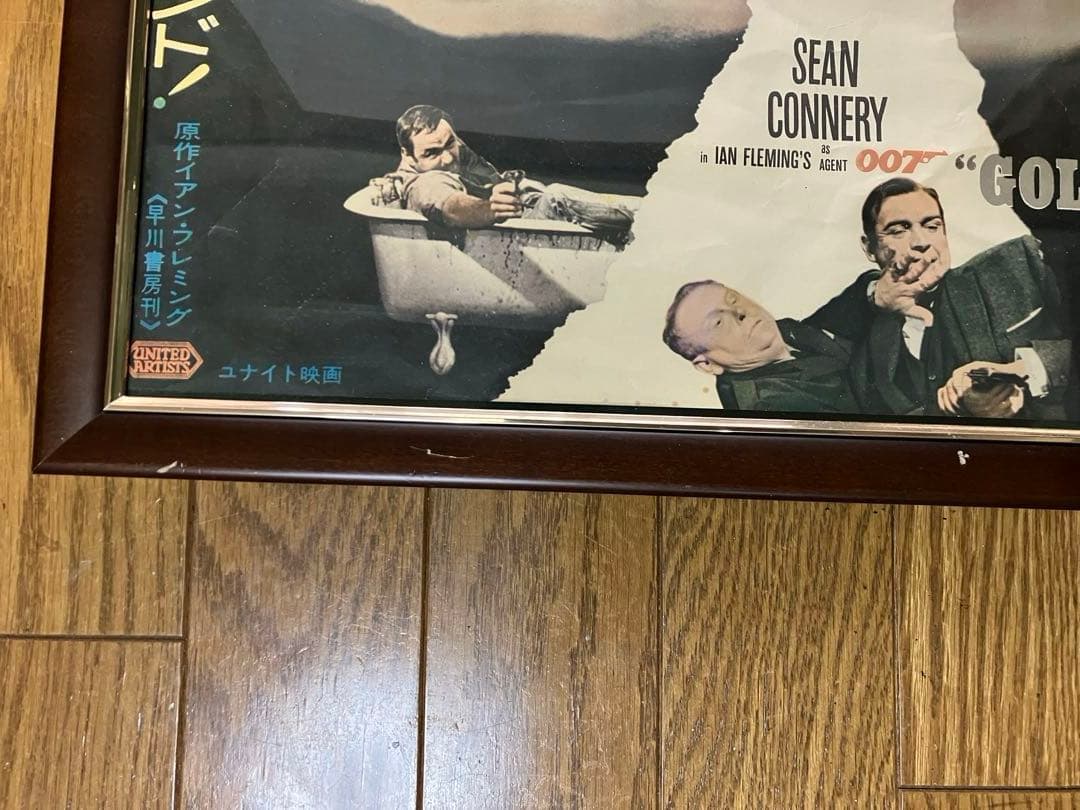 ンド!
原作イアン・フレミング
《早川書房刊》
UNITED
ARTISTS
ユナイト映画
SEAN
CONNERY
in IAN FLEMING'S as AGENT 007
“GOL